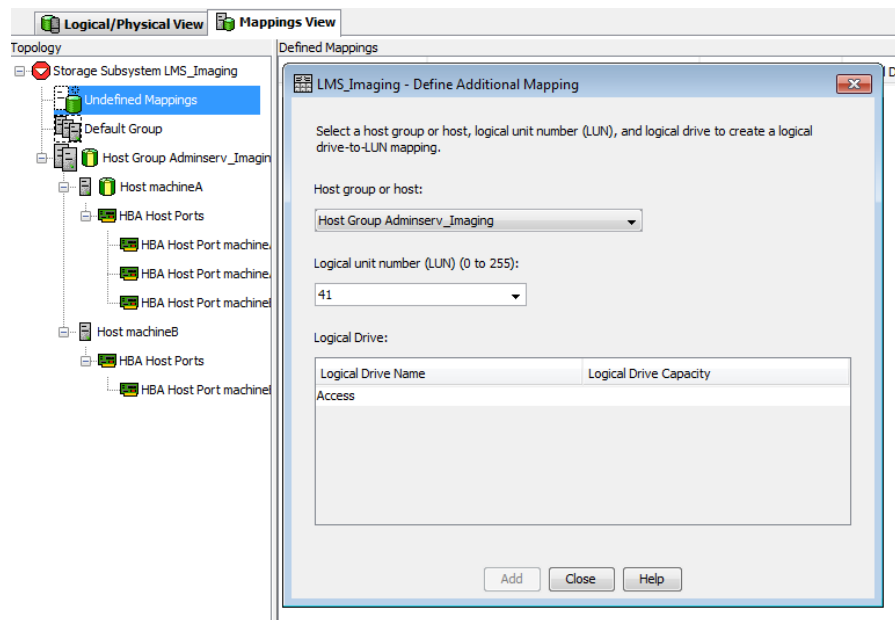 Logical/Physical View
Mappings View
Topology
Defined Mappings
Storage Subsystem LMS_Imaging
Undefined Mappings
Default Group
Host Group Adminserv_Imagin
Host machineA
HBA Host Ports
HBA Host Port machine
HBA Host Port machine
HBA Host Port machine
Host machineB
HBA Host Ports
HBA Host Port machine
LMS_Imaging - Define Additional Mapping
Select a host group or host, logical unit number (LUN), and logical drive to create a logical
drive-to-LUN mapping.
Host group or host:
Host Group Adminserv_Imaging
Logical unit number (LUN) (0 to 255):
41
Logical Drive:
Logical Drive Name
Logical Drive Capacity
Access
Add
Close
Help